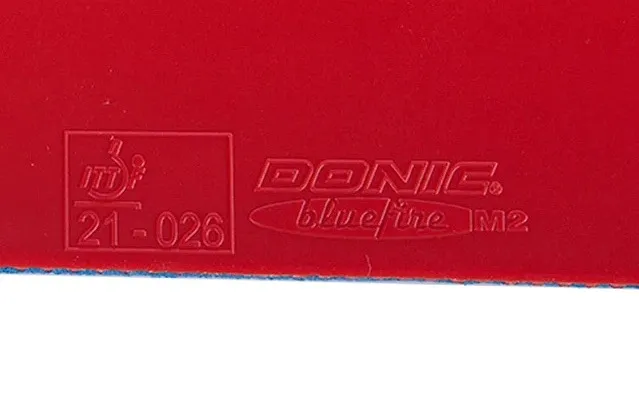 ITTF
21 - 026
DONIC®
bluefire M2